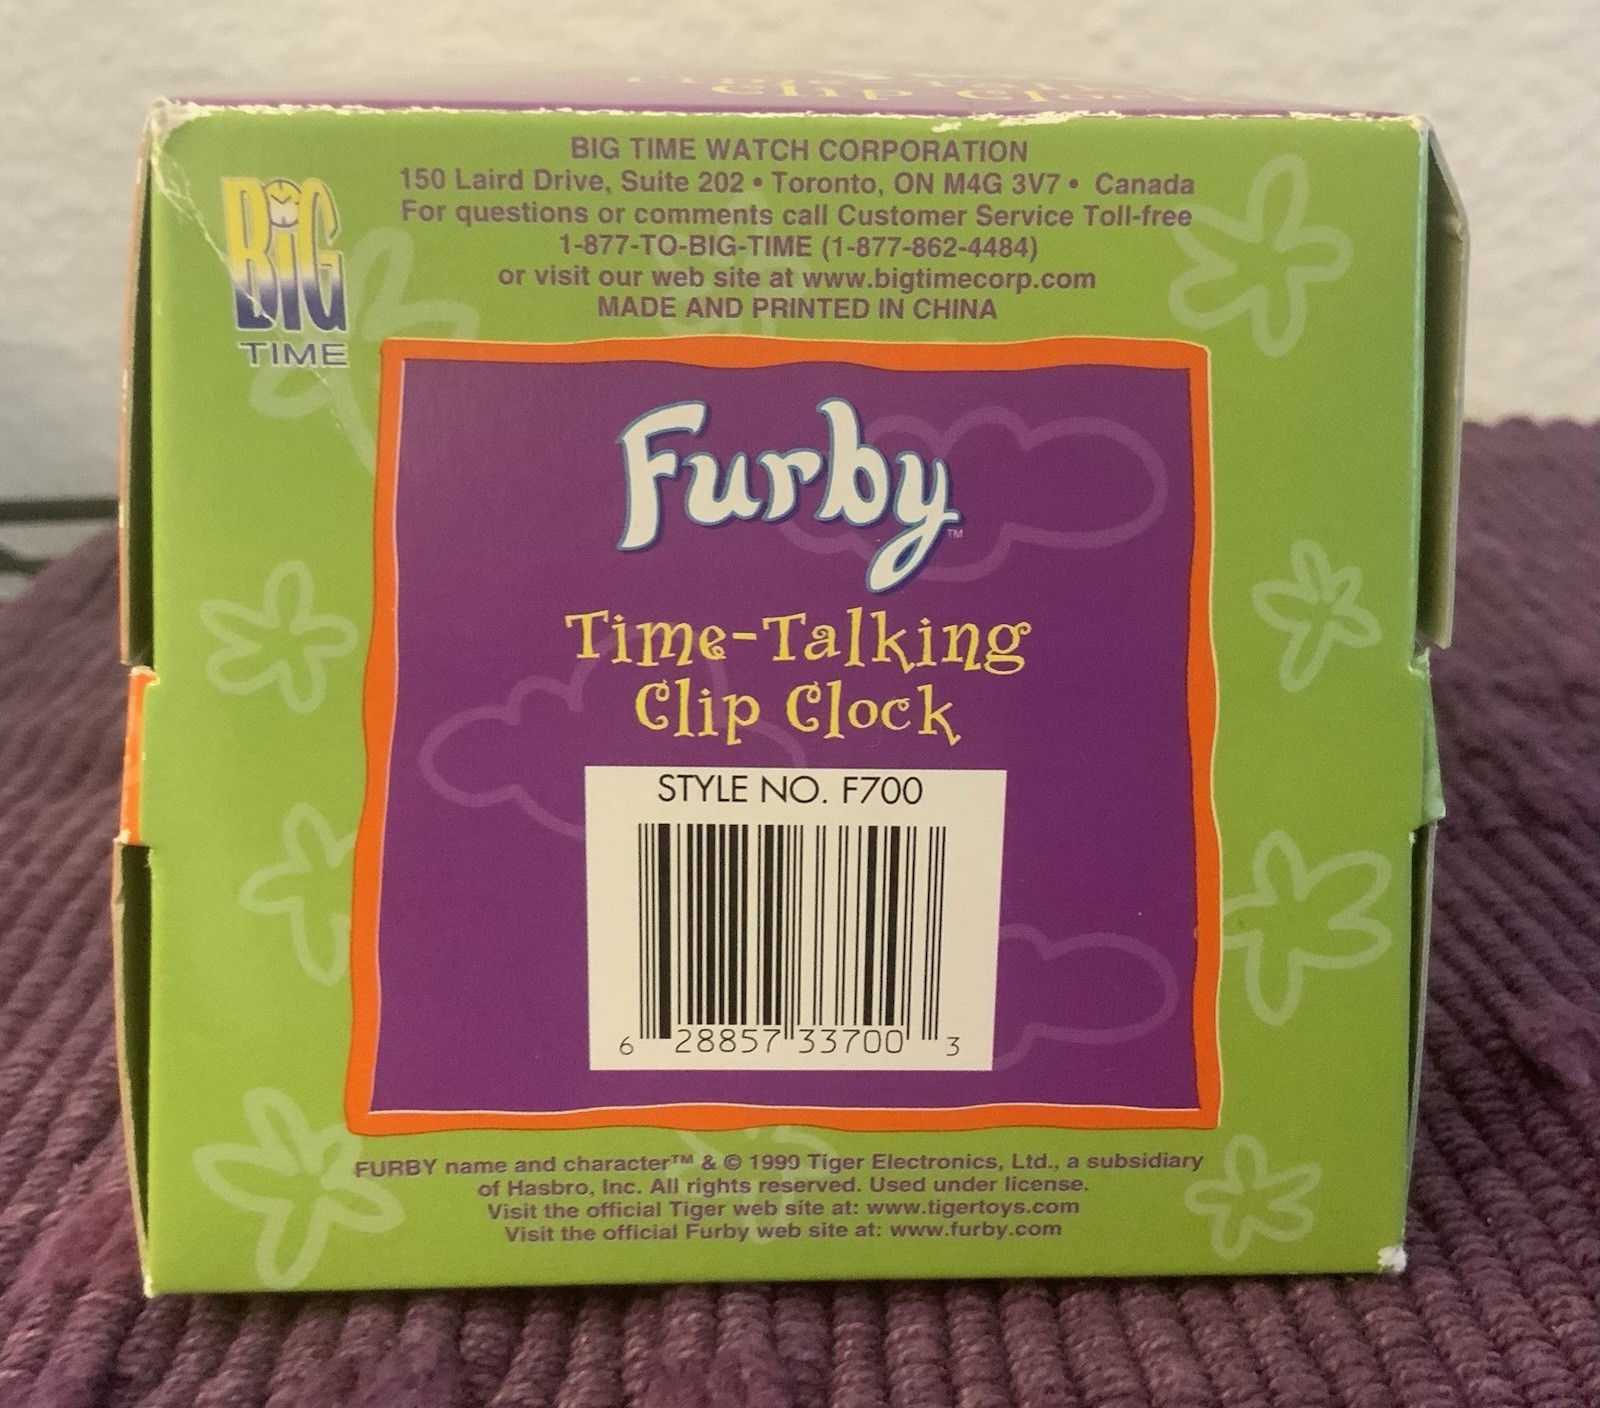 Clip Clock
BIG TIME WATCH CORPORATION
150 Laird Drive, Suite 202 • Toronto, ON M4G 3V7 • Canada
For questions or comments call Customer Service Toll-free
1-877-TO-BIG-TIME (1-877-862-4484)
or visit our web site at www.bigtimecorp.com
MADE AND PRINTED IN CHINA
BiG
TIME
Furby™
Time-Talking
Clip Clock
STYLE NO. F700
6 28857 33700 3
FURBY name and character™ & © 1999 Tiger Electronics, Ltd., a subsidiary
of Hasbro, Inc. All rights reserved. Used under license.
Visit the official Tiger web site at: www.tigertoys.com
Visit the official Furby web site at: www.furby.com